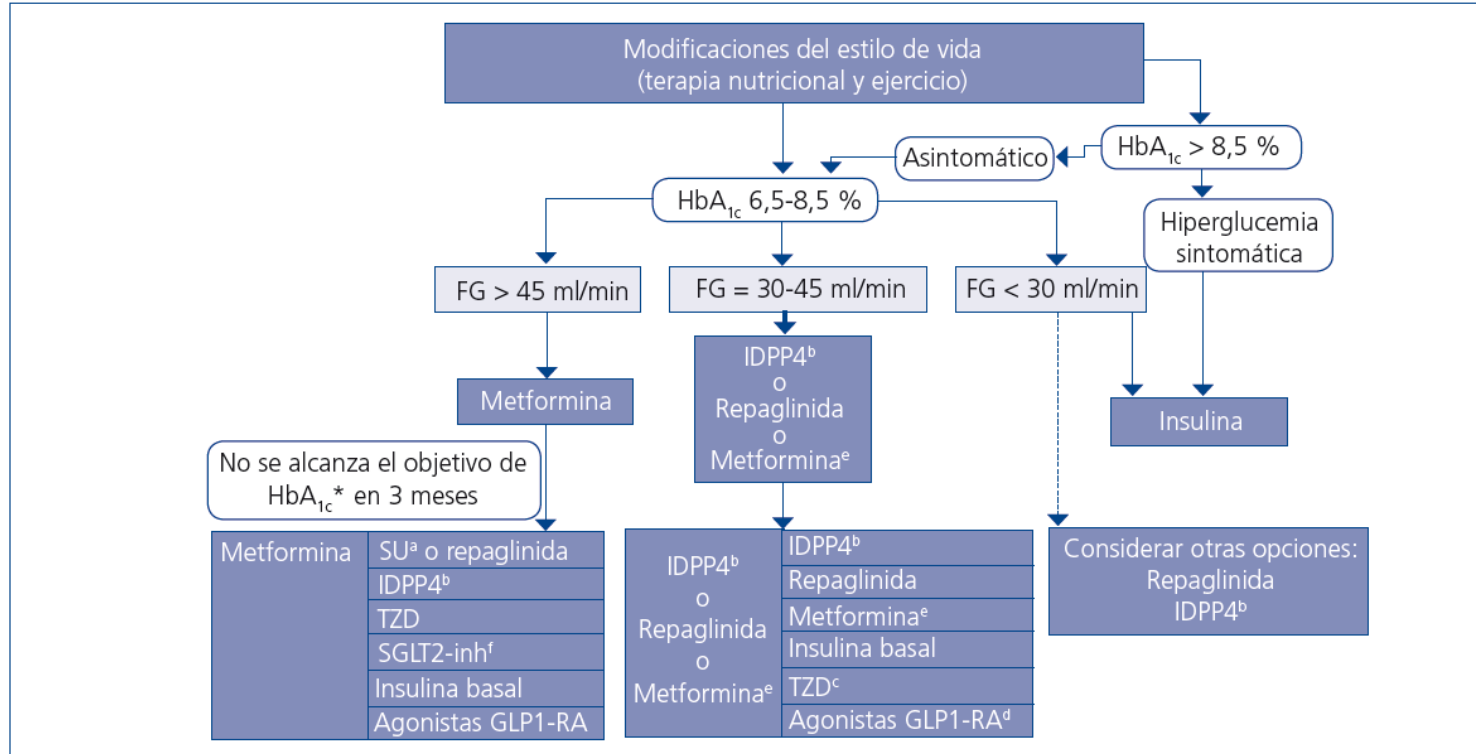 Modificaciones del estilo de vida
(terapia nutricional y ejercicio)
HbA1c > 8,5 %
Asintomático
HbA1c 6,5-8,5 %
Hiperglucemia
sintomática
FG > 45 ml/min
FG = 30-45 ml/min
FG < 30 ml/min
IDPP4b
o
Repaglinida
o
Metforminae
Metformina
Insulina
No se alcanza el objetivo de
HbA1c* en 3 meses
Metformina
SUa o repaglinida
IDPP4b
TZD
SGLT2-inhf
Insulina basal
Agonistas GLP1-RA
IDPP4b
o
Repaglinida
o
Metforminae
IDPP4b
Repaglinida
Metforminae
Insulina basal
TZDc
Agonistas GLP1-RAd
Considerar otras opciones:
Repaglinida
IDPP4b